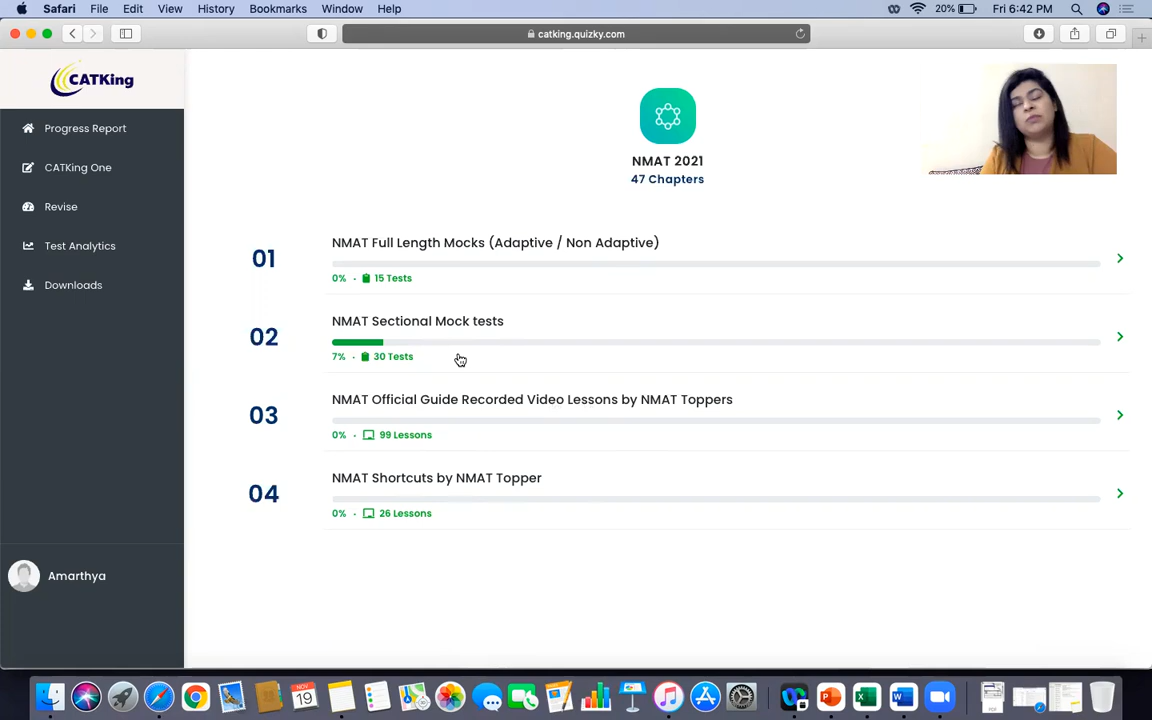 Safari File Edit View History Bookmarks Window Help 20% Fri 6:42 PM
catking.quizky.com
CATKing
Progress Report
CATKing One
Revise
Test Analytics
Downloads
Amarthya
NMAT 2021
47 Chapters
01
NMAT Full Length Mocks (Adaptive / Non Adaptive)
0% · 15 Tests
02
NMAT Sectional Mock tests
7% · 30 Tests
03
NMAT Official Guide Recorded Video Lessons by NMAT Toppers
0% · 99 Lessons
04
NMAT Shortcuts by NMAT Topper
0% · 26 Lessons
NOV
19